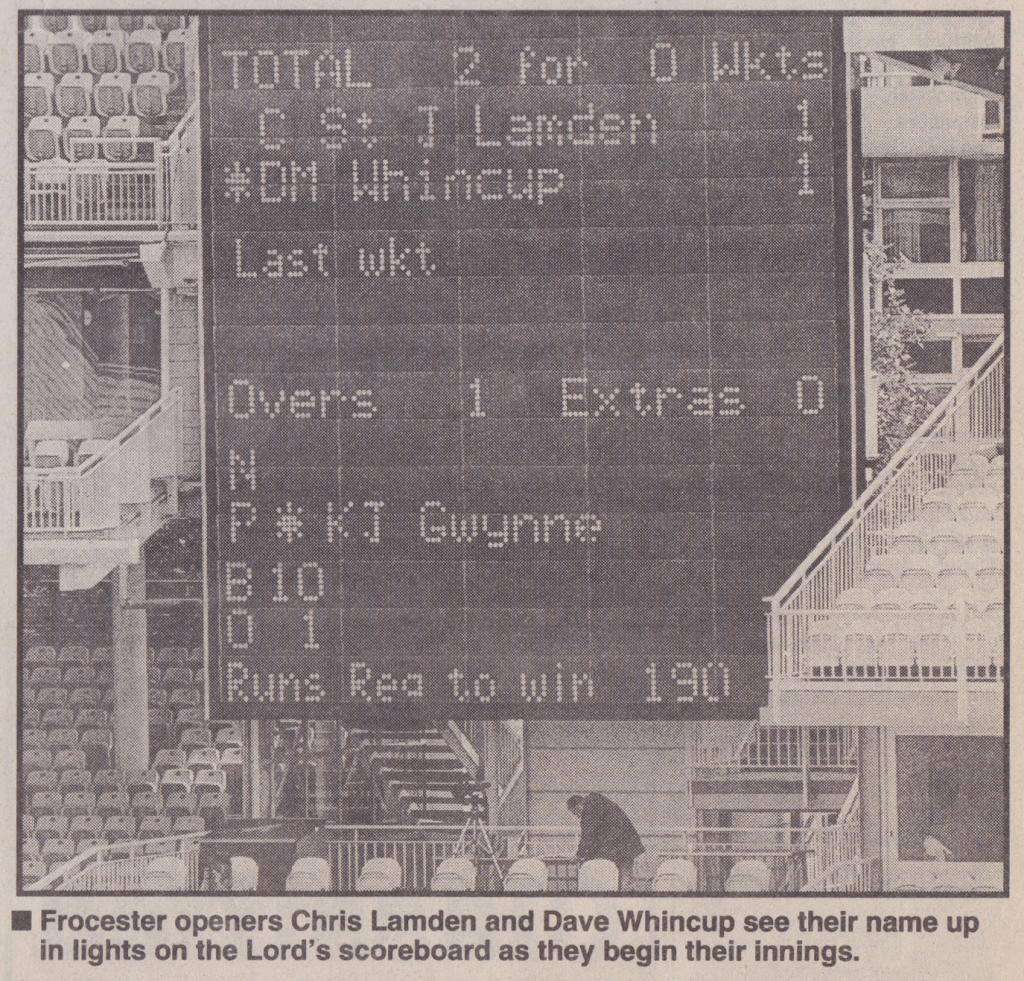 TOTAL 2 for 0 Wkts
C St J Lamden 1
*DM Whincup 1
Last wkt
Overs 1 Extras 0
N
P * KJ Gwynne
B 10
O 1
Runs Req to win 190
■ Frocester openers Chris Lamden and Dave Whincup see their name up
in lights on the Lord's scoreboard as they begin their innings.